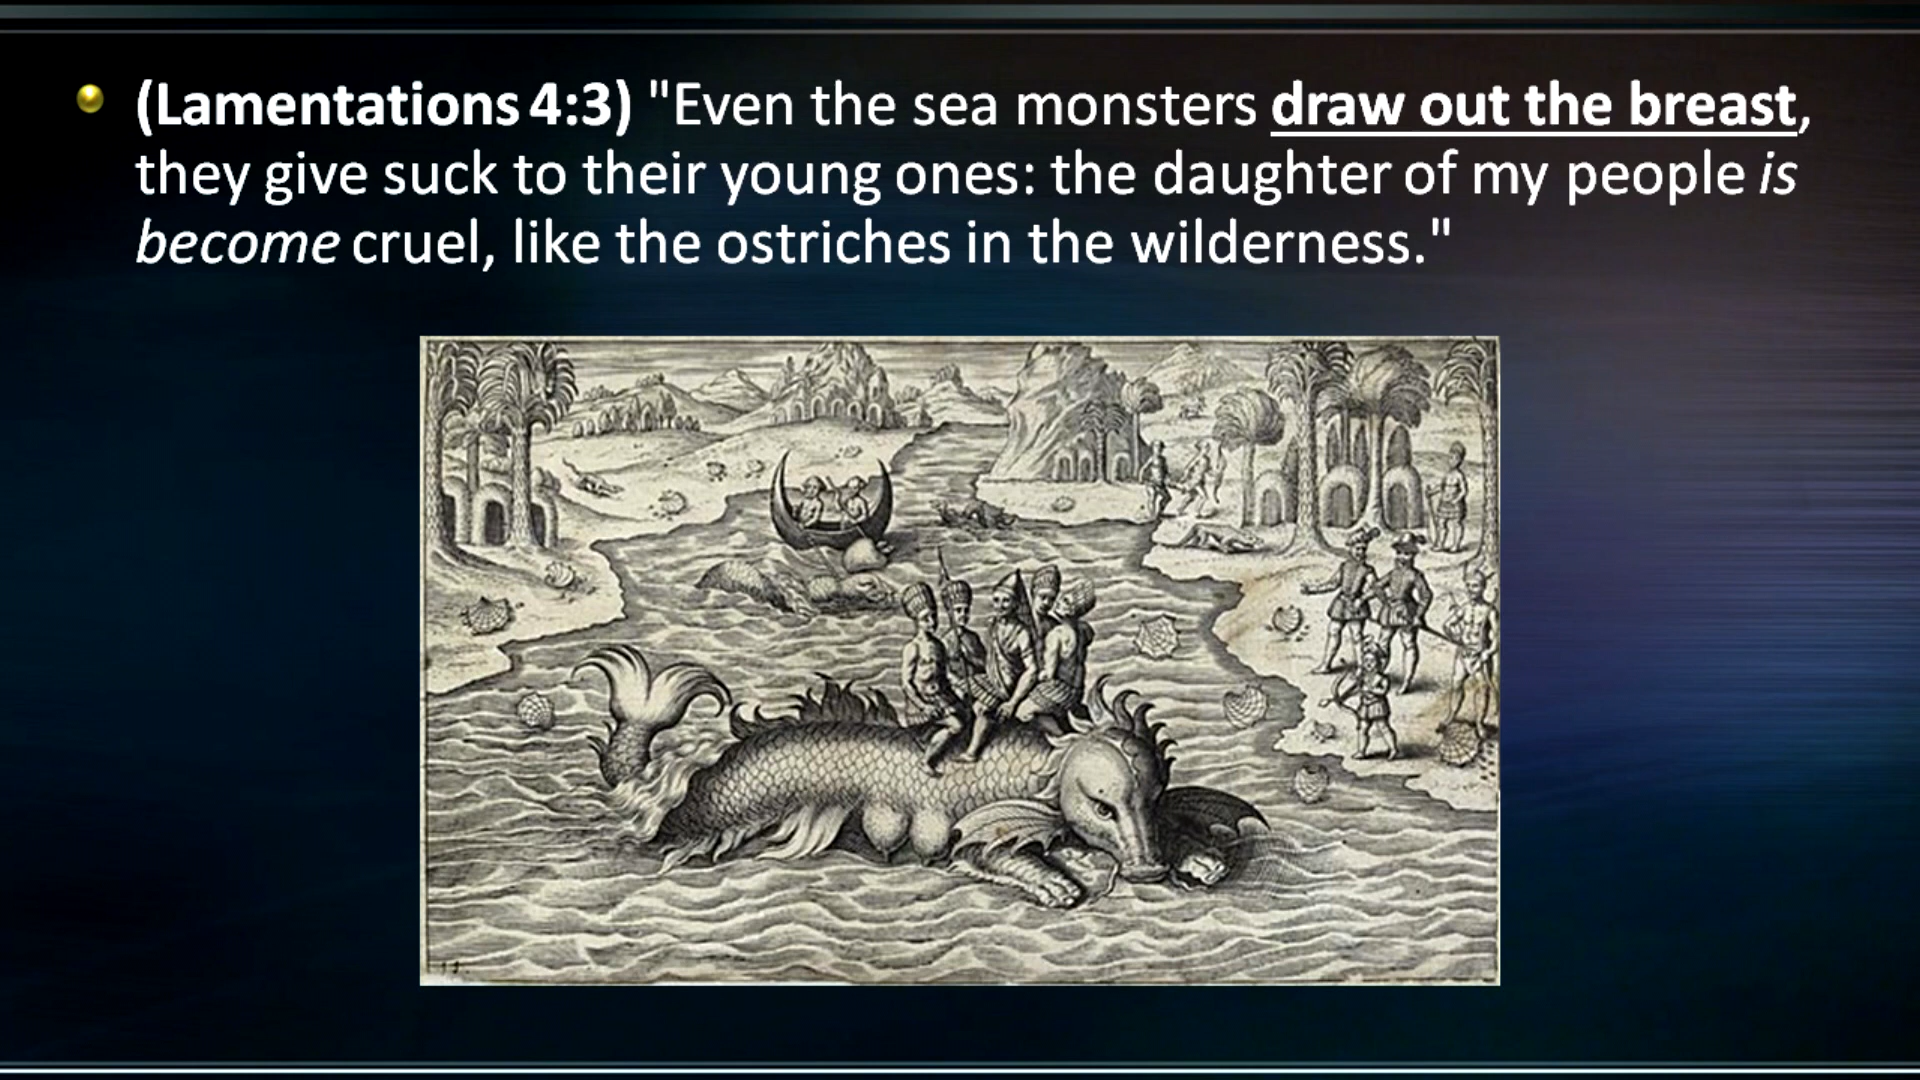 (Lamentations 4:3) "Even the sea monsters draw out the breast,
they give suck to their young ones: the daughter of my people is
become cruel, like the ostriches in the wilderness."